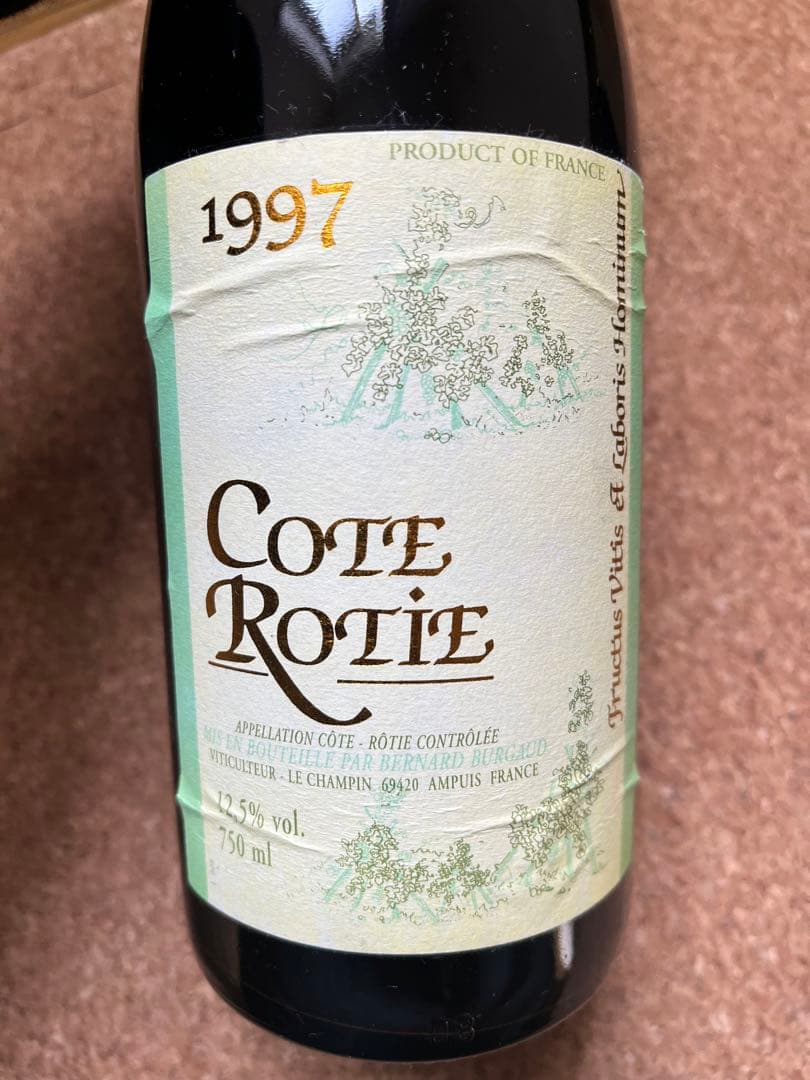 PRODUCT OF FRANCE
1997
COTE
ROTIE
APPELLATION CÔTE - RÔTIE CONTRÔLÉE
MIS EN BOUTEILLE PAR BERNARD BURGAUD
VITICULTEUR - LE CHAMPIN 69420 AMPUIS FRANCE
12.5% vol.
750 ml
Fructus Vitis et Laboris Hominum